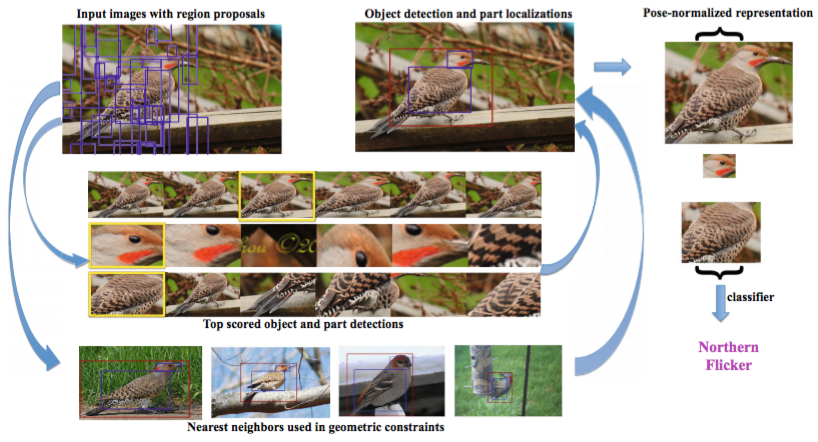 Input images with region proposals
Object detection and part localizations
Pose-normalized representation
Top scored object and part detections
classifier
Northern
Flicker
Nearest neighbors used in geometric constraints